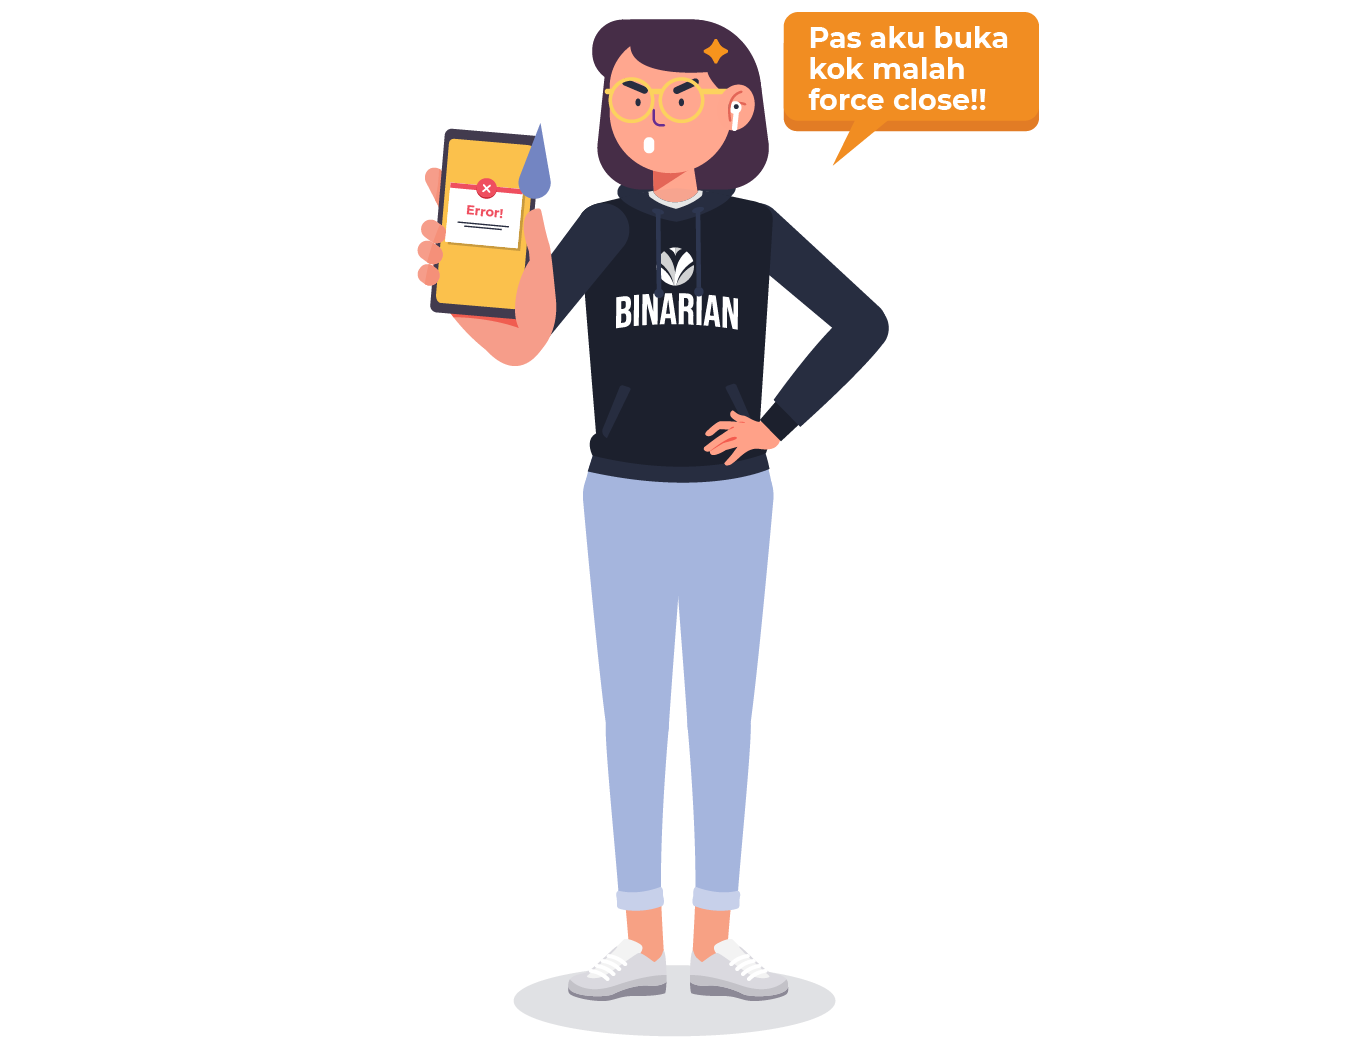 Pas aku buka
kok malah
force close!!
Error!
BINARIAN